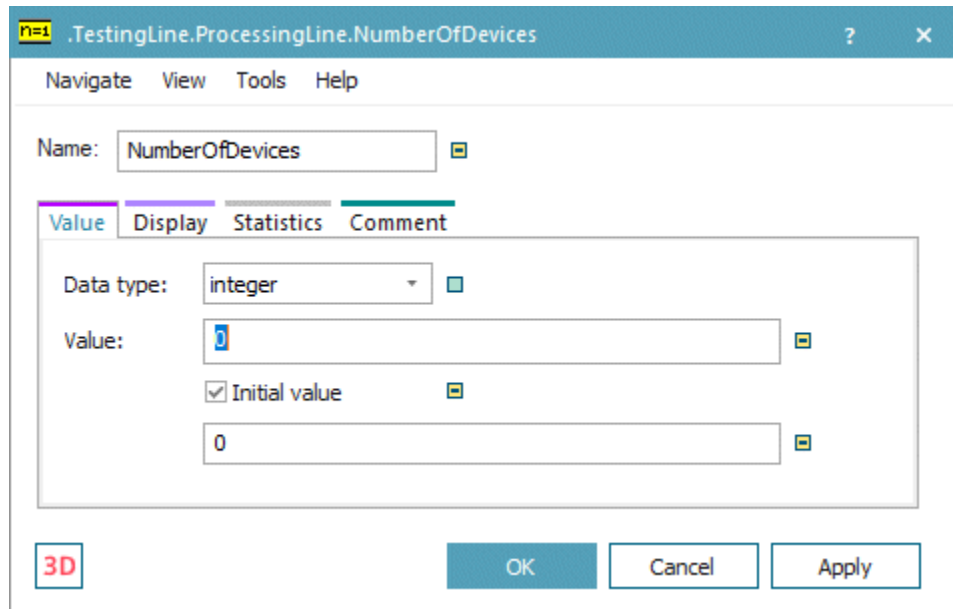 n=1 .TestingLine.ProcessingLine.NumberOfDevices ? ×
Navigate View Tools Help
Name: NumberOfDevices
Value Display Statistics Comment
Data type: integer
Value: 0
Initial value
0
3D OK Cancel Apply